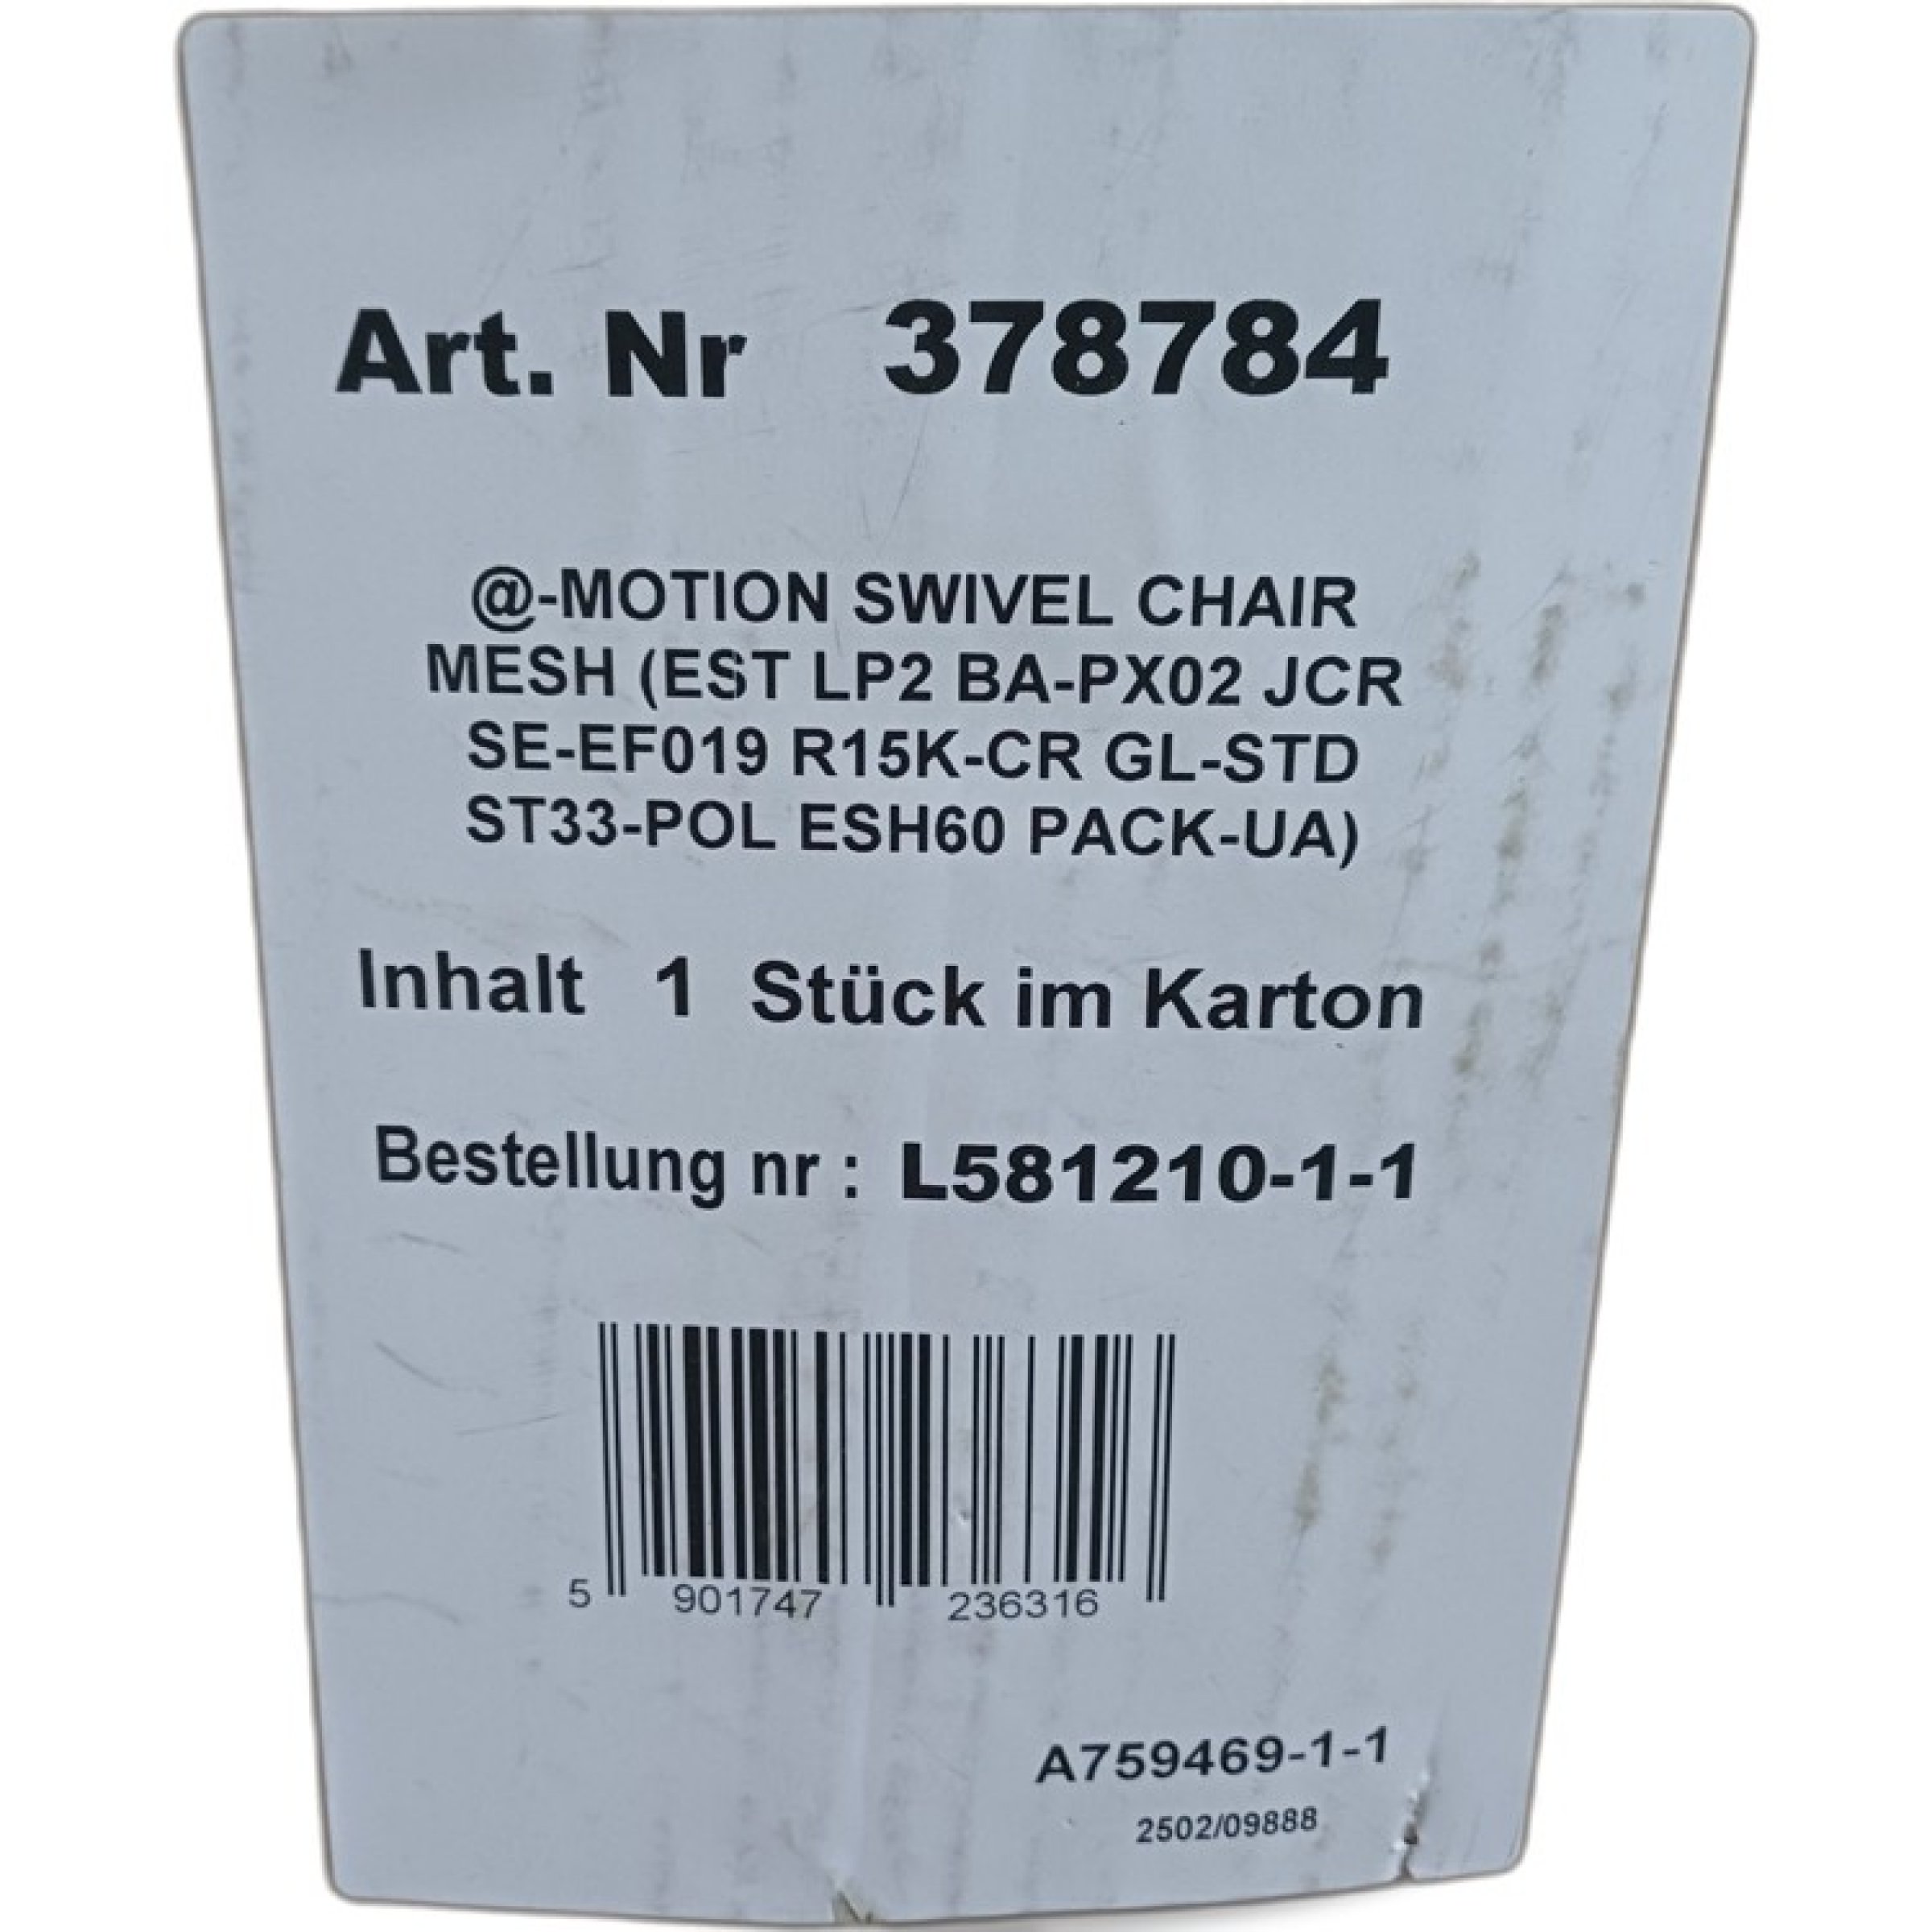 Art. Nr 378784
@-MOTION SWIVEL CHAIR
MESH (EST LP2 BA-PX02 JCR
SE-EF019 R15K-CR GL-STD
ST33-POL ESH60 PACK-UA)
Inhalt 1 Stück im Karton
Bestellung nr : L581210-1-1
5 901747 236316
A759469-1-1
2502/09888